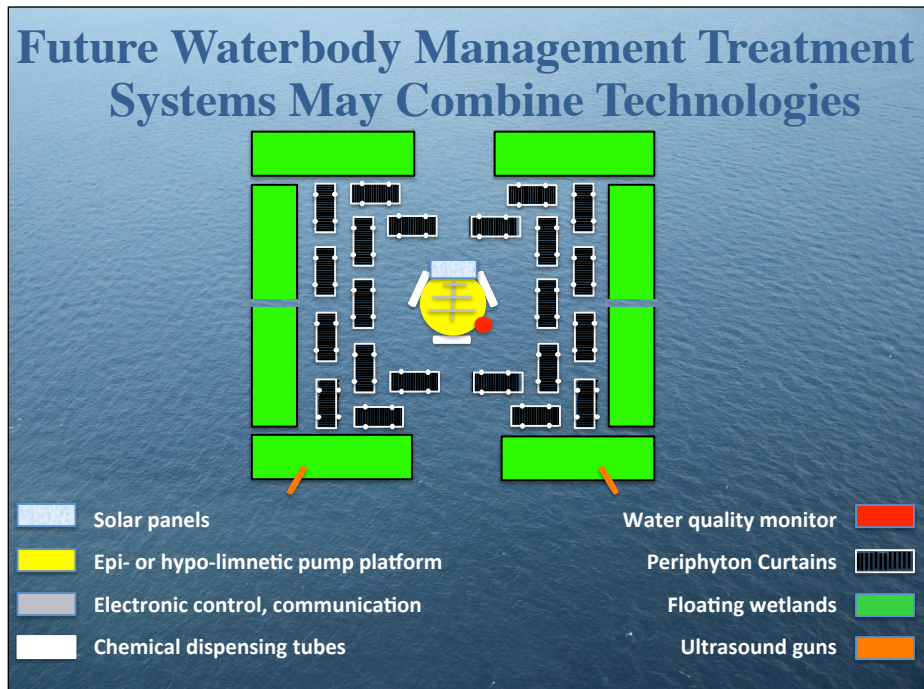 Future Waterbody Management Treatment
Systems May Combine Technologies
Solar panels
Epi- or hypo-limnetic pump platform
Electronic control, communication
Chemical dispensing tubes
Water quality monitor
Periphyton Curtains
Floating wetlands
Ultrasound guns